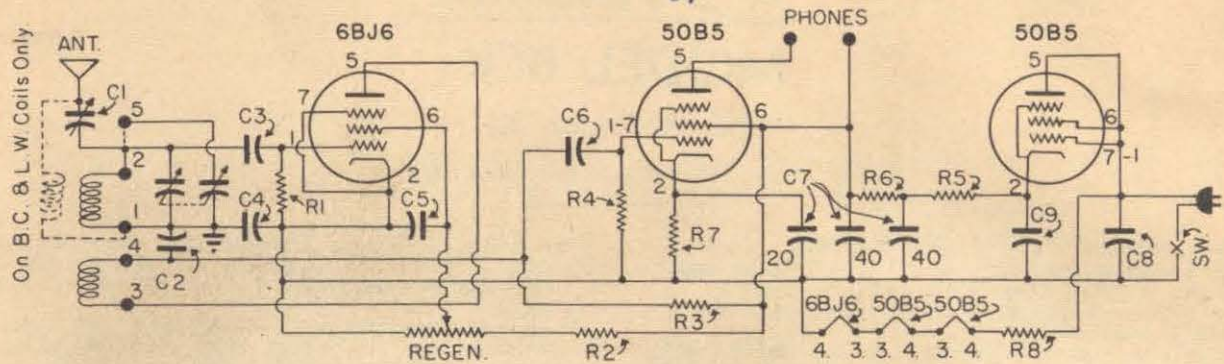 On B.C. & L.W. Coils Only
ANT.
C1
5
2
1
4
3
C2
C3
C4
1
R1
6BJ6
5
7
6
2
C5
REGEN.
R2
R3
C6
R4
1-7
50B5
5
6
2
R7
PHONES
C7
20
40
40
R6
R5
50B5
5
6
7-1
2
C9
C8
SW.
6BJ6 50B5 50B5
4. 3. 3. 4. 3. 4.
R8